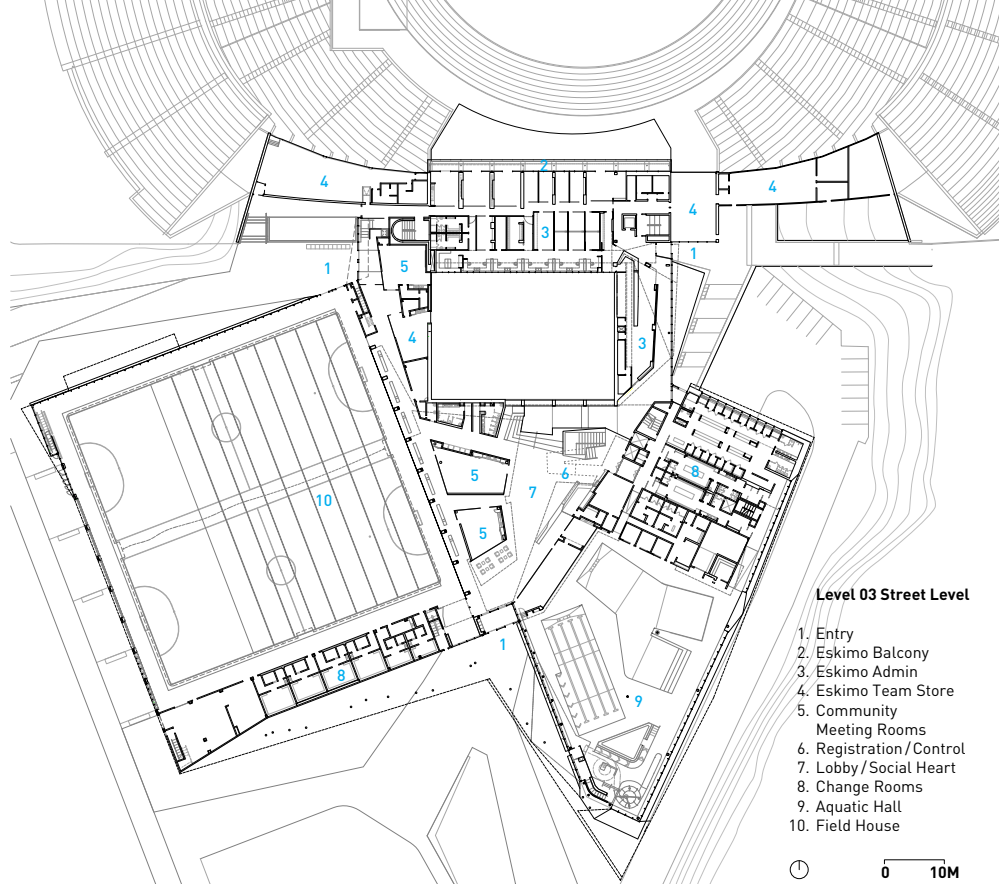 2
4
4
4
3
1
5
1
4
3
5
6
8
7
10
5
1
8
9
Level 03 Street Level
1. Entry
2. Eskimo Balcony
3. Eskimo Admin
4. Eskimo Team Store
5. Community
Meeting Rooms
6. Registration/Control
7. Lobby/Social Heart
8. Change Rooms
9. Aquatic Hall
10. Field House
0 10M